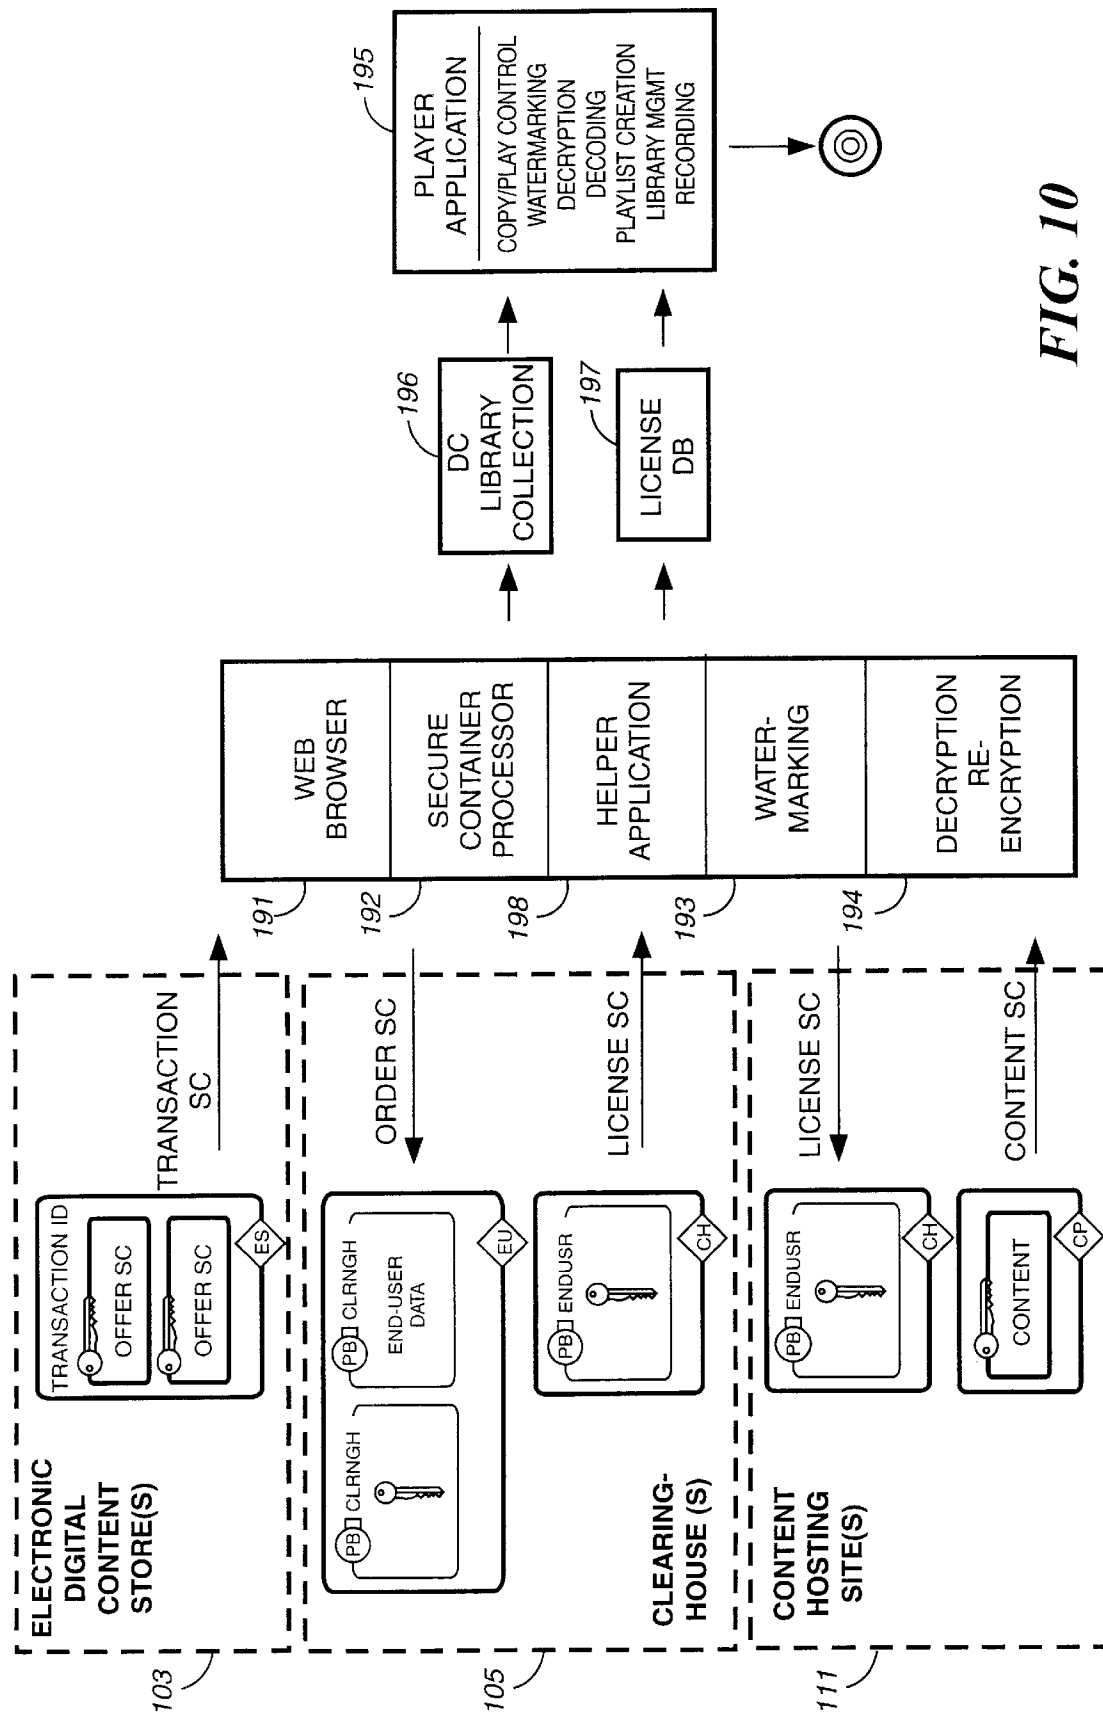 ELECTRONIC
DIGITAL
CONTENT
STORE(S)
103
TRANSACTION ID
OFFER SC
OFFER SC
ES
TRANSACTION
SC
CLEARING-
HOUSE (S)
105
PB CLRNGH
PB CLRNGH
END-USER
DATA
EU
ORDER SC
PB ENDUSR
CH
LICENSE SC
CONTENT
HOSTING
SITE(S)
111
PB ENDUSR
CH
LICENSE SC
CONTENT
CP
CONTENT SC
191
WEB
BROWSER
192
SECURE
CONTAINER
PROCESSOR
198
HELPER
APPLICATION
193
WATER-
MARKING
194
DECRYPTION
RE-
ENCRYPTION
196
DC
LIBRARY
COLLECTION
197
LICENSE
DB
195
PLAYER
APPLICATION
COPY/PLAY CONTROL
WATERMARKING
DECRYPTION
DECODING
PLAYLIST CREATION
LIBRARY MGMT
RECORDING
FIG. 10